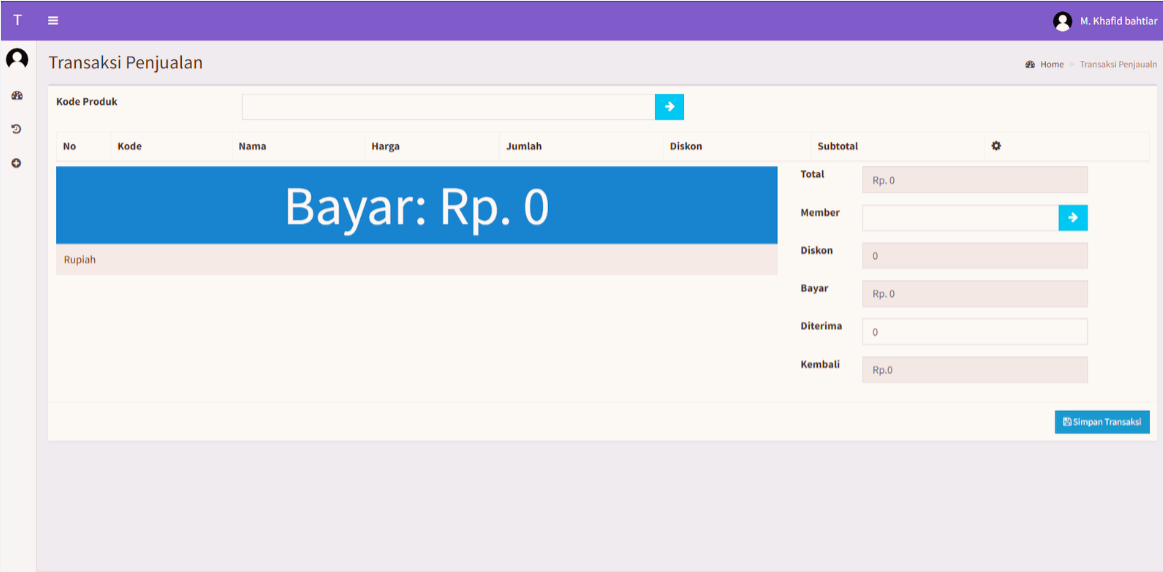 T M. Khafid bahtiar
Transaksi Penjualan
Home > Transaksi Penjaualn
Kode Produk
No Kode Nama Harga Jumlah Diskon Subtotal
Bayar: Rp. 0
Rupiah
Total Rp. 0
Member
Diskon 0
Bayar Rp. 0
Diterima 0
Kembali Rp.0
Simpan Transaksi